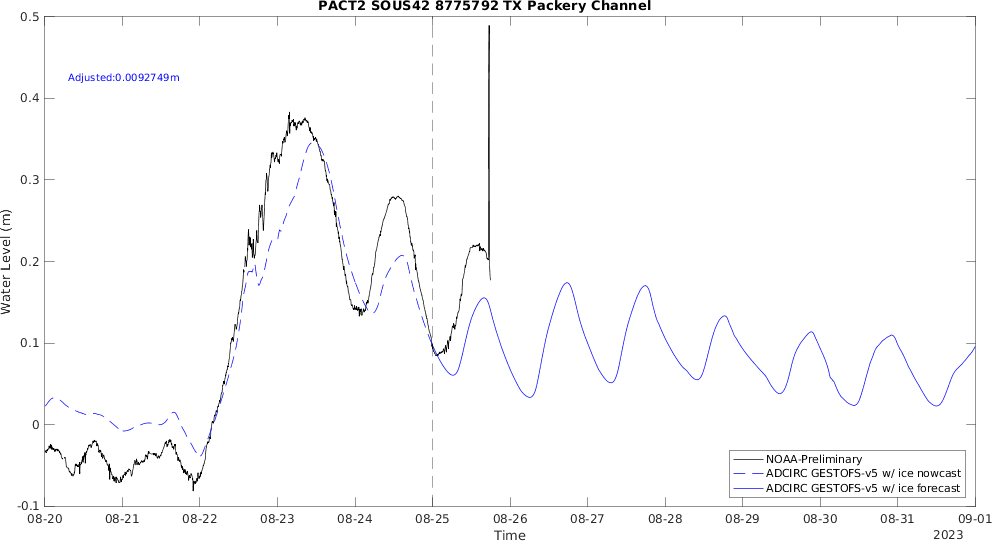 PACT2 SOUS42 8775792 TX Packery Channel
0.5
Adjusted:0.0092749m
0.4
0.3
0.2
0.1
0
-0.1
Water Level (m)
NOAA-Preliminary
ADCIRC GESTOFS-v5 w/ ice nowcast
ADCIRC GESTOFS-v5 w/ ice forecast
08-20 08-21 08-22 08-23 08-24 08-25 08-26 08-27 08-28 08-29 08-30 08-31 09-01
Time
2023